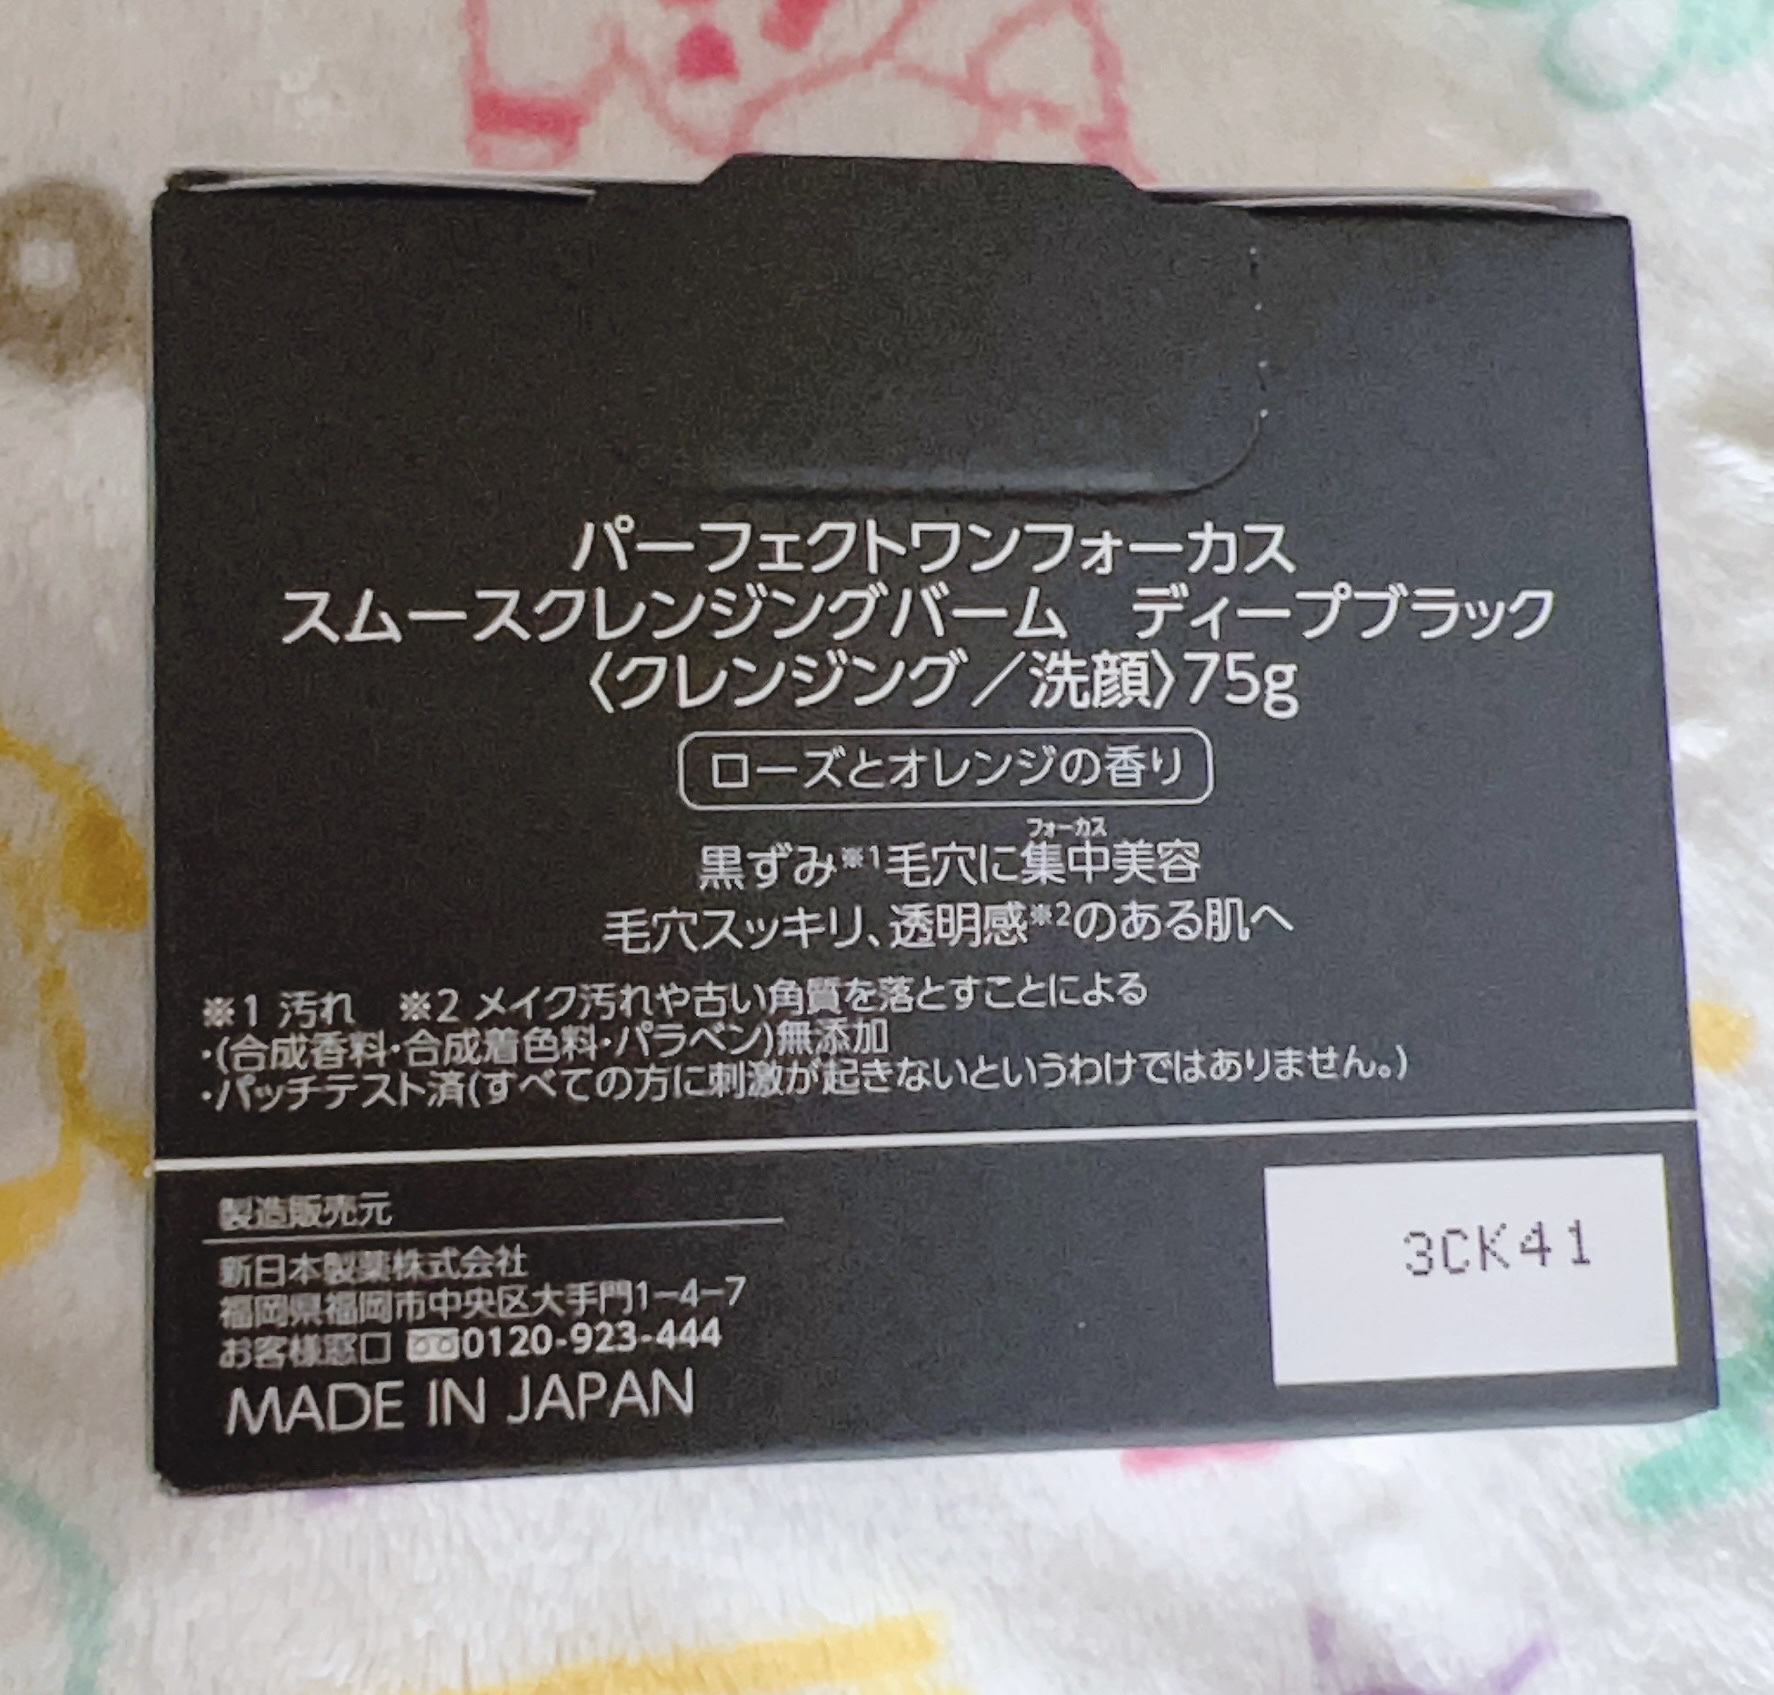 パーフェクトワンフォーカス
スムースクレンジングバーム　ディープブラック
〈クレンジング／洗顔〉75g
ローズとオレンジの香り
フォーカス
黒ずみ※1毛穴に集中美容
毛穴スッキリ、透明感※2のある肌へ
※1 汚れ　※2 メイク汚れや古い角質を落とすことによる
・(合成香料・合成着色料・パラベン)無添加
・パッチテスト済(すべての方に刺激が起きないというわけではありません。)
製造販売元
新日本製薬株式会社
福岡県福岡市中央区大手門1-4-7
お客様窓口 0120-923-444
MADE IN JAPAN
3CK41